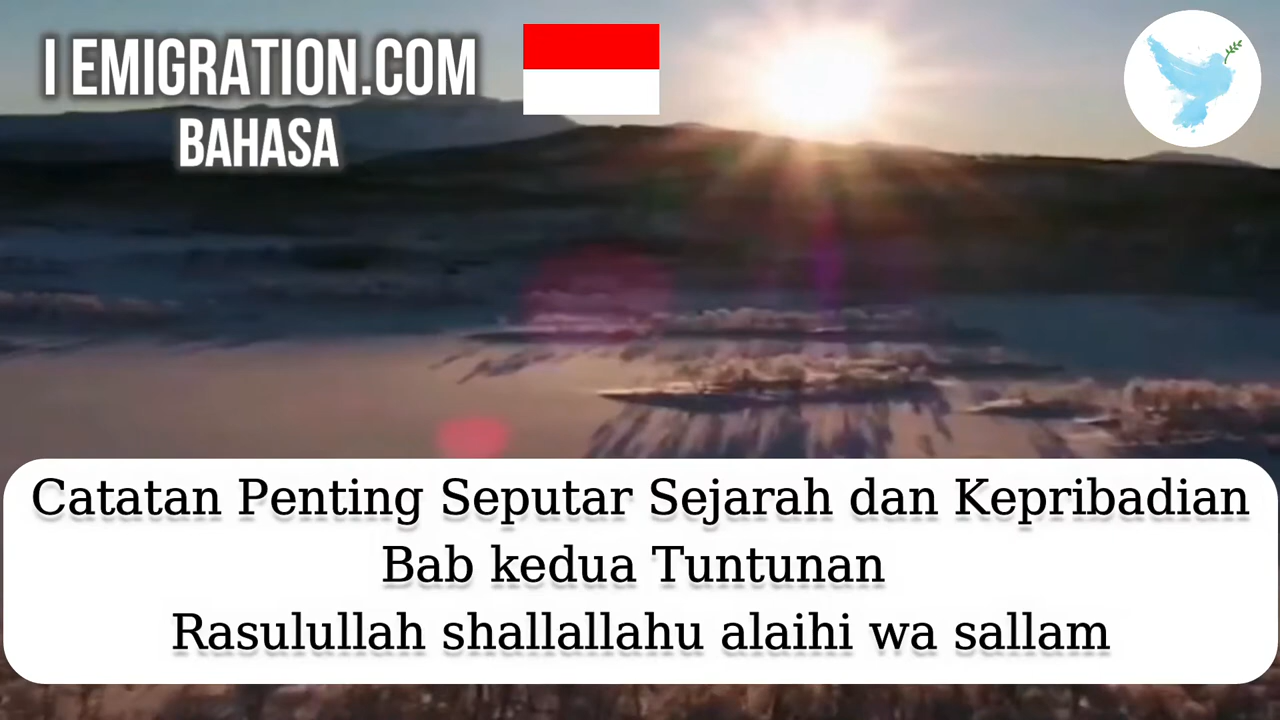 I EMIGRATION.COM
BAHASA
Catatan Penting Seputar Sejarah dan Kepribadian
Bab kedua Tuntunan
Rasulullah shallallahu alaihi wa sallam